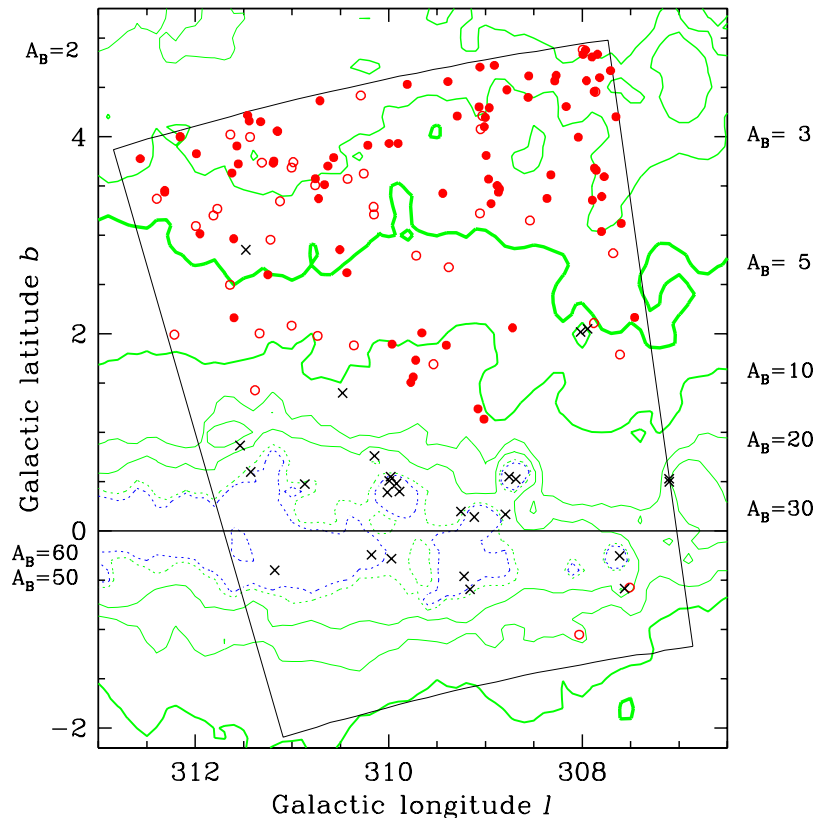 A_B=2
4
A_B= 3
A_B= 5
2
A_B= 10
A_B= 20
A_B= 30
0
A_B=60
A_B=50
−2
312
310
308
Galactic latitude b
Galactic longitude l